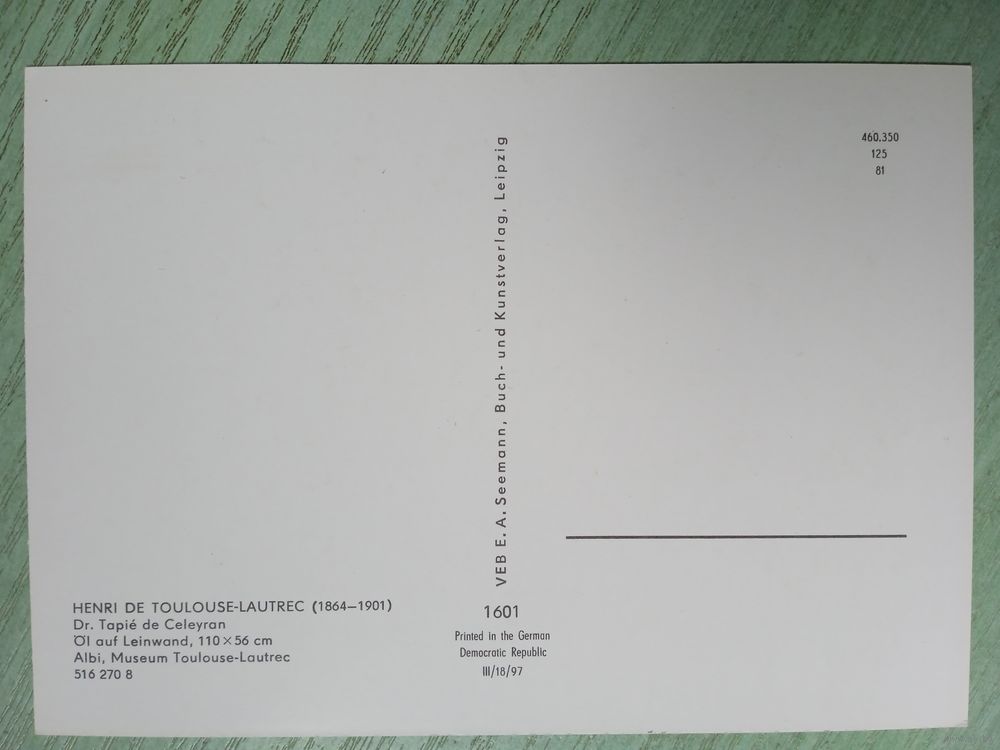 460.350
125
81
VEB E. A. Seemann, Buch- und Kunstverlag, Leipzig
HENRI DE TOULOUSE-LAUTREC (1864–1901)
Dr. Tapié de Celeyran
Öl auf Leinwand, 110×56 cm
Albi, Museum Toulouse-Lautrec
516 270 8
1601
Printed in the German
Democratic Republic
III/18/97